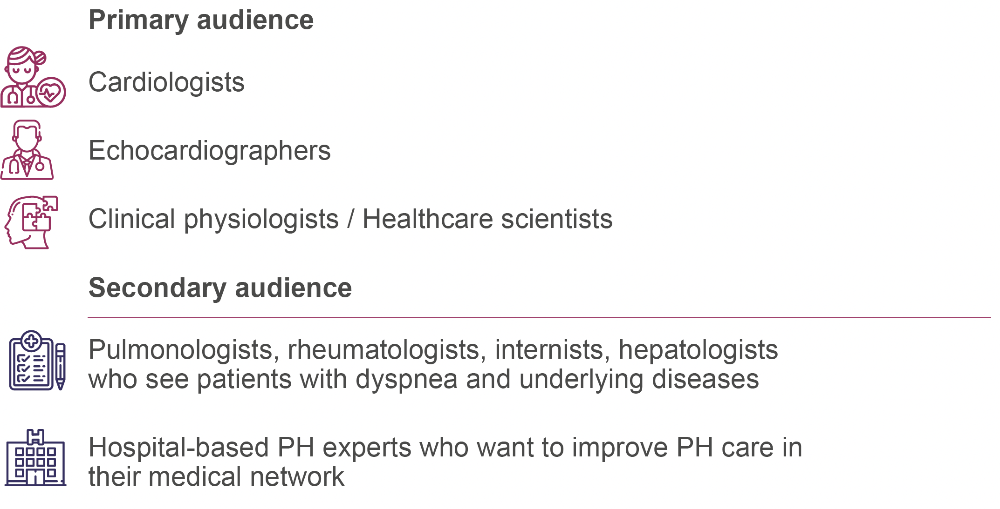 Primary audience
Cardiologists
Echocardiographers
Clinical physiologists / Healthcare scientists
Secondary audience
Pulmonologists, rheumatologists, internists, hepatologists
who see patients with dyspnea and underlying diseases
Hospital-based PH experts who want to improve PH care in
their medical network